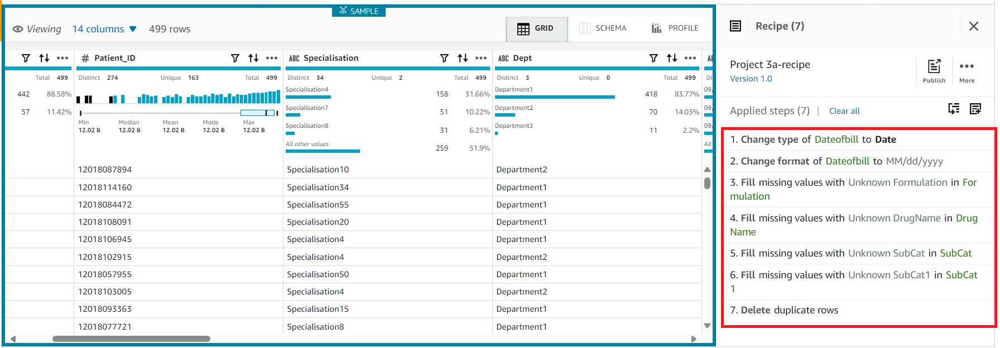 SAMPLE
Viewing 14 columns 499 rows
GRID
SCHEMA
PROFILE
Total 499
442 88.58%
57 11.42%
# Patient_ID
Distinct 274 Unique 163 Total 499
Min Median Mean Mode Max
12.02 B 12.02 B 12.02 B 12.02 B 12.02 B
12018087894
12018114160
12018084472
12018108091
12018106945
12018102915
12018057955
12018103005
12018093363
12018077721
ABC Specialisation
Distinct 34 Unique 2 Total 499
Specialisation4 158 31.66%
Specialisation7 51 10.22%
Specialisation8 31 6.21%
All other values 259 51.9%
Specialisation10
Specialisation34
Specialisation55
Specialisation20
Specialisation4
Specialisation4
Specialisation50
Specialisation4
Specialisation15
Specialisation8
ABC Dept
Distinct 3 Unique 0 Total 499
Department1 418 83.77%
Department2 70 14.03%
Department3 11 2.2%
Department2
Department1
Department1
Department1
Department1
Department2
Department1
Department2
Department1
Department1
Di
09/
09/
09/
All
Recipe (7)
Project 3a-recipe
Version 1.0
Publish
More
Applied steps (7) | Clear all
1. Change type of Dateofbill to Date
2. Change format of Dateofbill to MM/dd/yyyy
3. Fill missing values with Unknown Formulation in For
mulation
4. Fill missing values with Unknown DrugName in Drug
Name
5. Fill missing values with Unknown SubCat in SubCat
6. Fill missing values with Unknown SubCat1 in SubCat
1
7. Delete duplicate rows